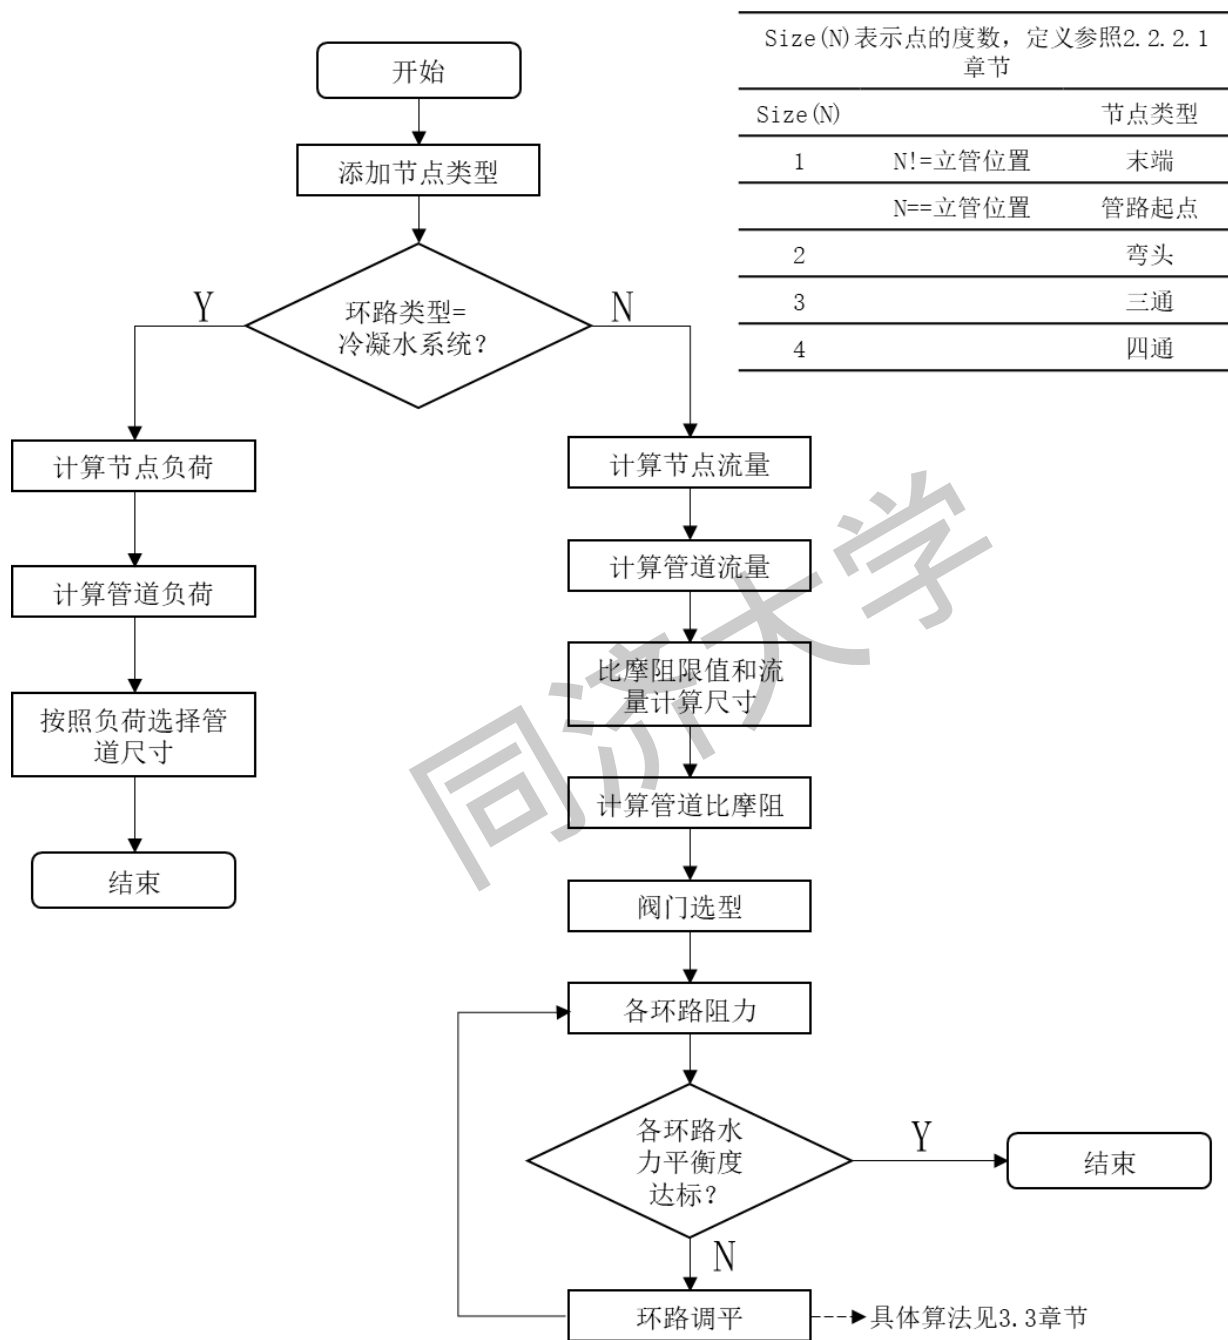 开始
添加节点类型
环路类型=
冷凝水系统？
Y
N
计算节点负荷
计算管道负荷
按照负荷选择管
道尺寸
结束
计算节点流量
计算管道流量
比摩阻限值和流
量计算尺寸
计算管道比摩阻
阀门选型
各环路阻力
各环路水
力平衡度
达标？
Y
结束
N
环路调平
具体算法见3.3章节
Size(N)表示点的度数，定义参照2.2.2.1
章节
Size(N) 节点类型
1 N!=立管位置 末端
N==立管位置 管路起点
2 弯头
3 三通
4 四通
同济大学